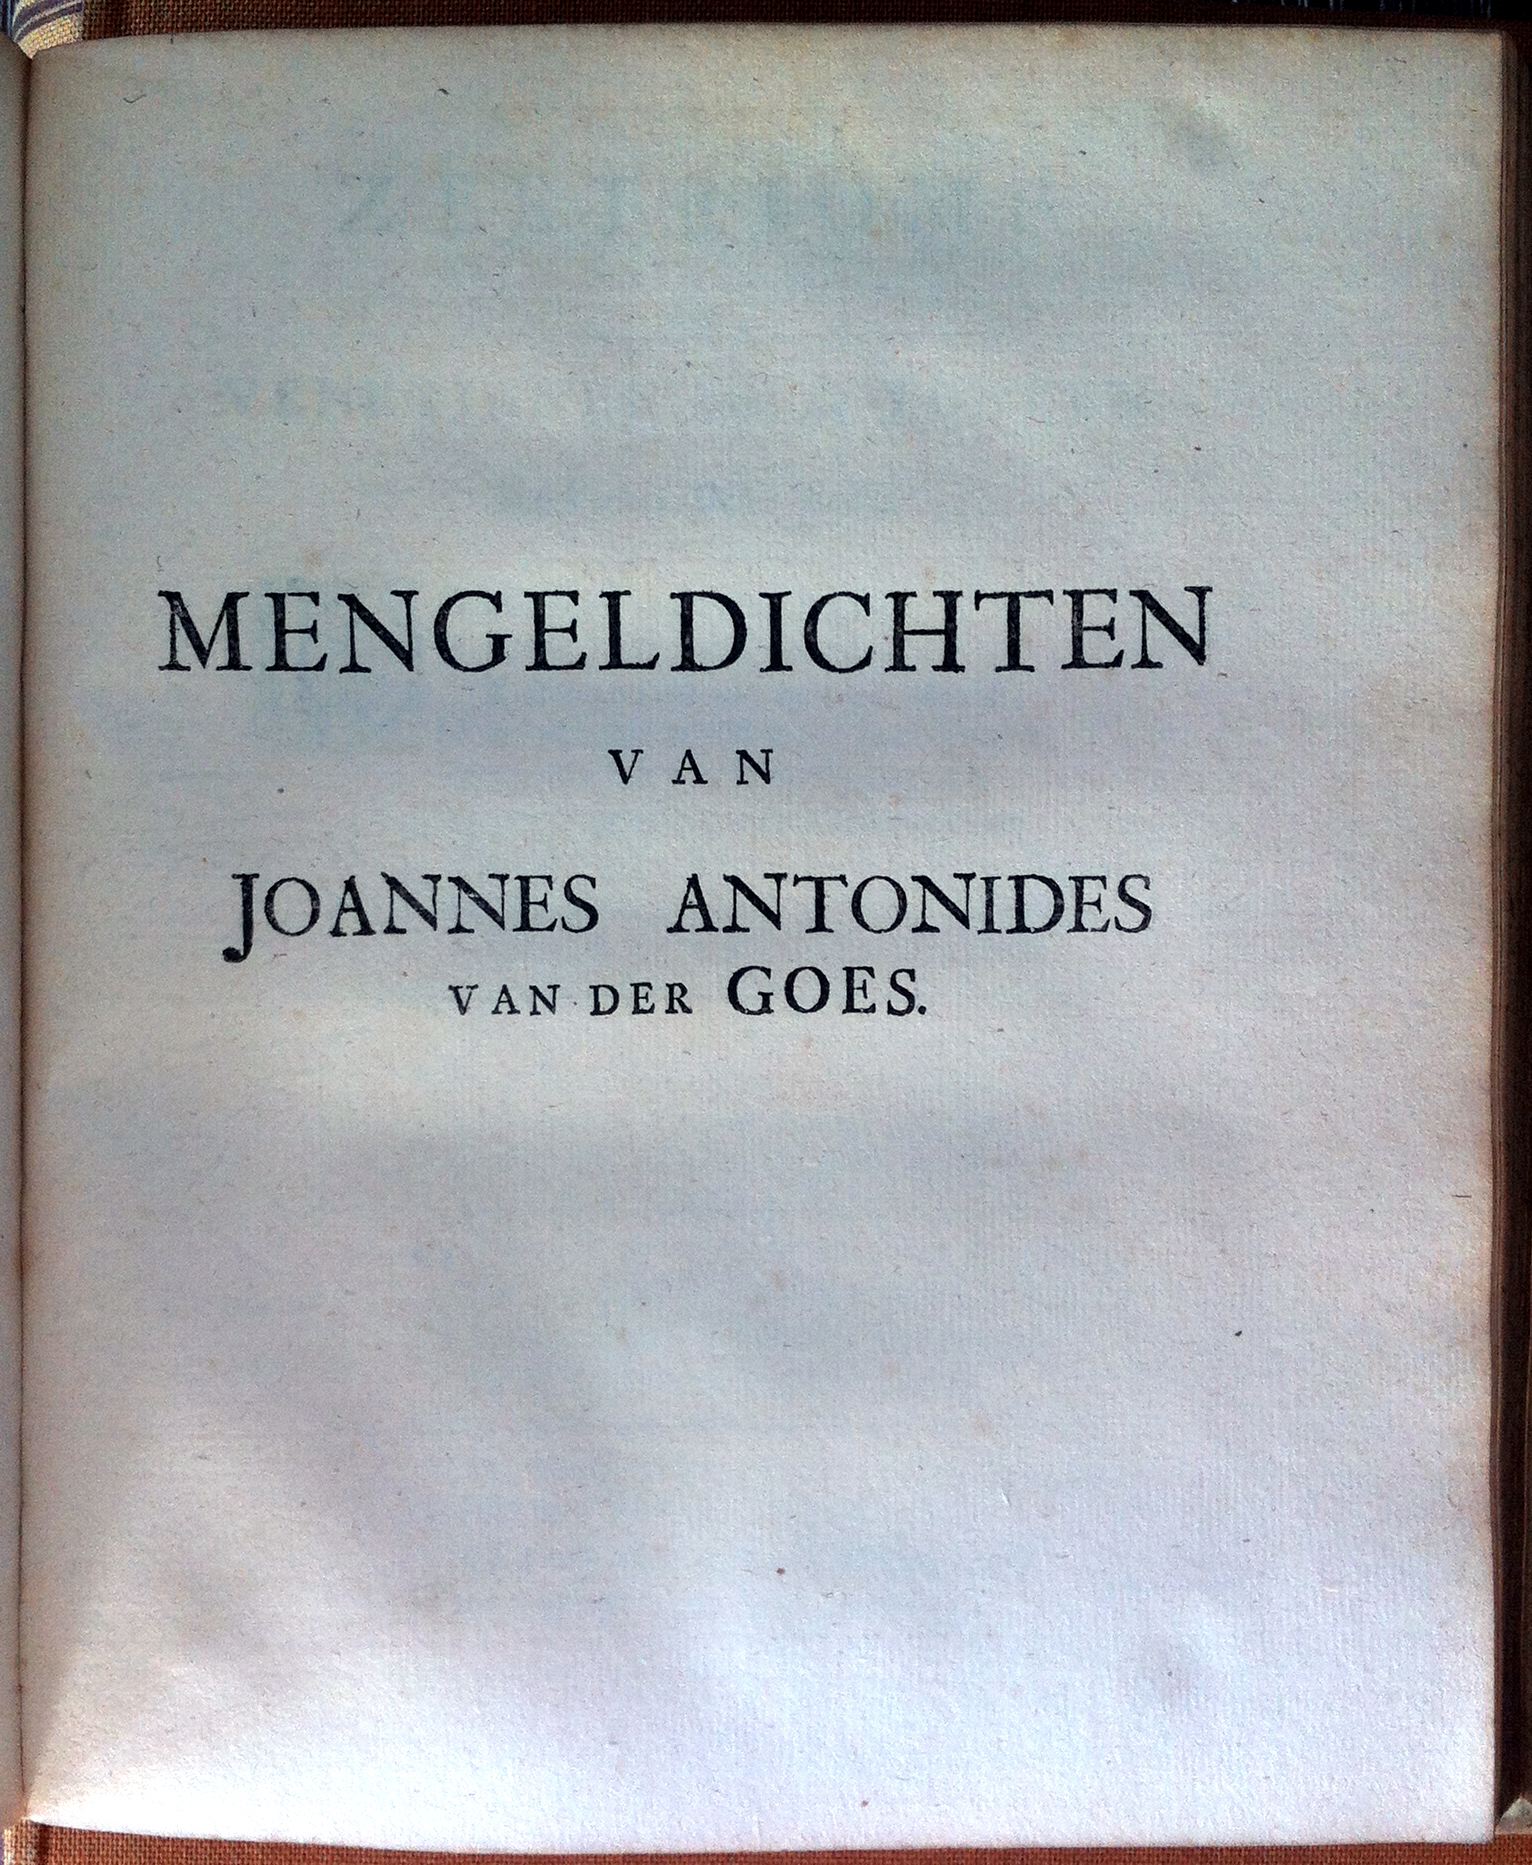 MENGELDICHTEN
VAN
JOANNES ANTONIDES
VAN DER GOES.